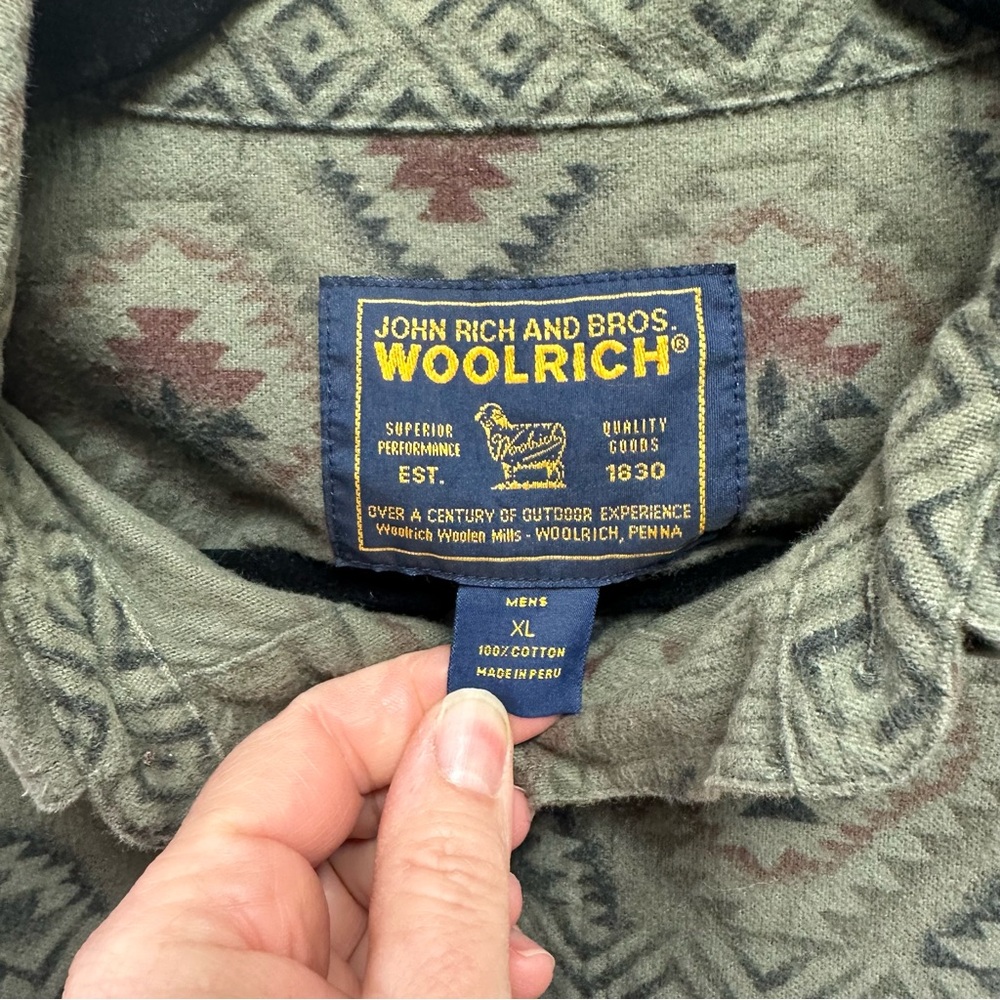 JOHN RICH AND BROS.
WOOLRICH®
SUPERIOR
PERFORMANCE
EST.
Woolrich
QUALITY
GOODS
1830
OVER A CENTURY OF OUTDOOR EXPERIENCE
Woolrich Woolen Mills - WOOLRICH, PENNA
MENS
XL
100% COTTON
MADE IN PERU